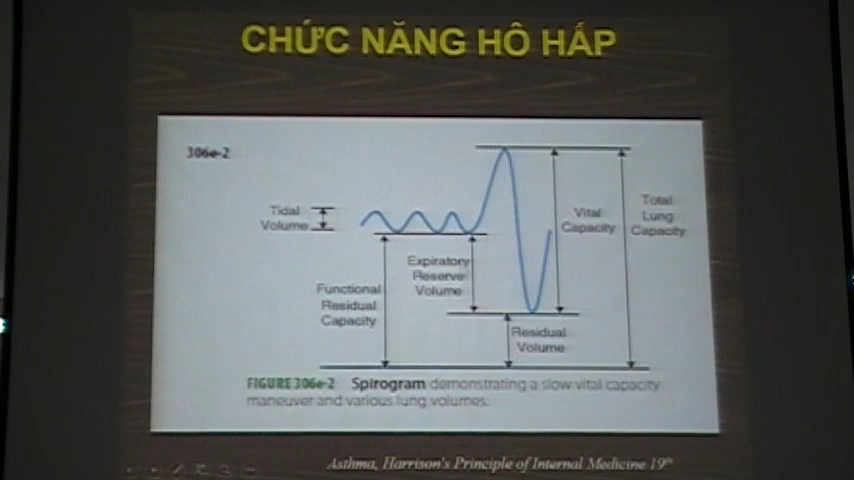 CHỨC NĂNG HÔ HẤP
306e-2
Tidal
Volume
Functional
Residual
Capacity
Expiratory
Reserve
Volume
Vital
Capacity
Total
Lung
Capacity
Residual
Volume
FIGURE 306e-2 Spirogram demonstrating a slow vital capacity
maneuver and various lung volumes.
Asthma, Harrison's Principle of Internal Medicine 19th